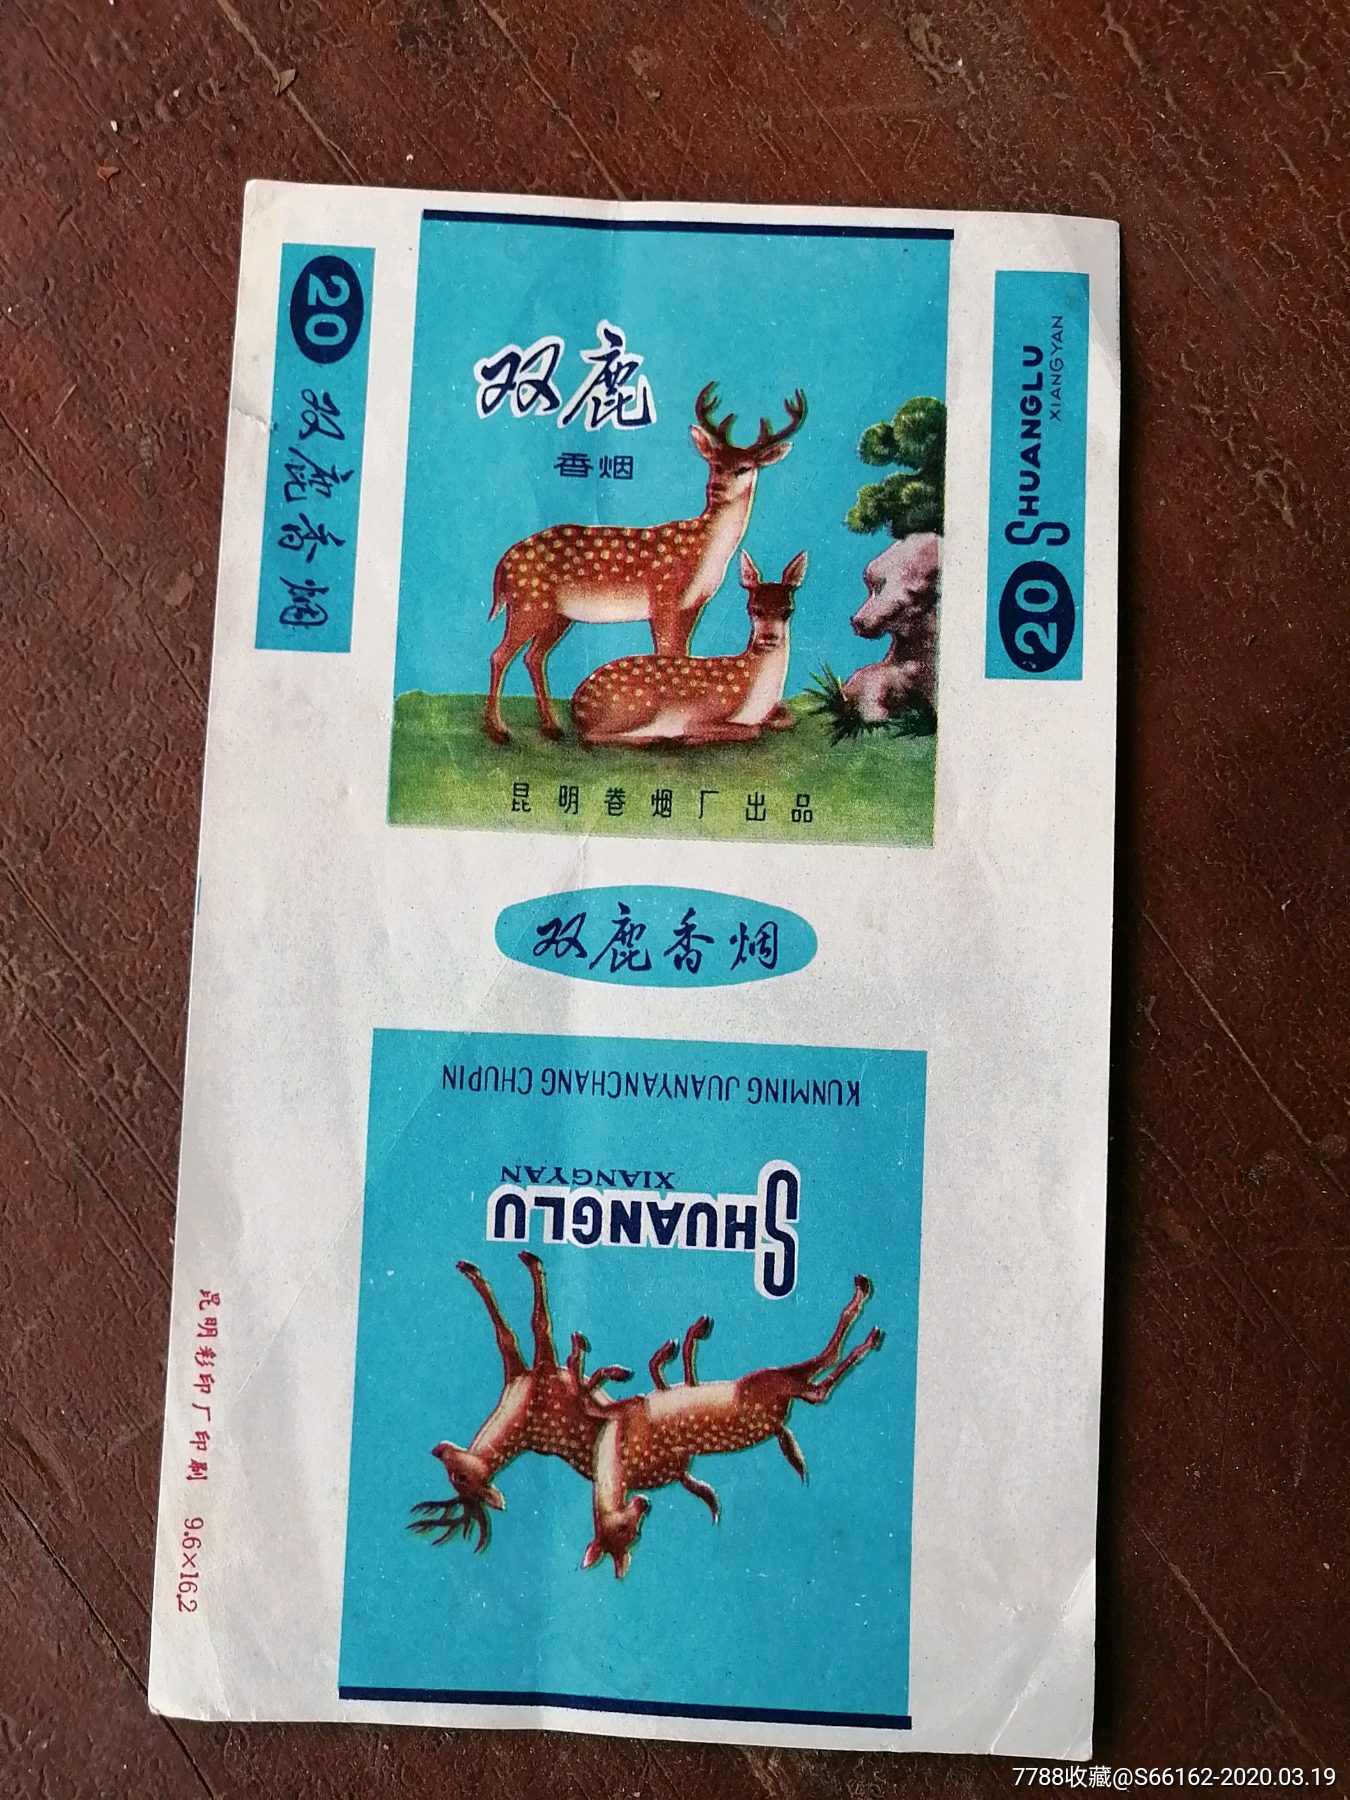 20 双鹿香烟
双鹿
香烟
昆明卷烟厂出品
20 SHUANGLU
XIANGYAN
双鹿香烟
KUNMING JUANYANCHANG CHUPIN
SHUANGLU
XIANGYAN
昆明彩印厂印刷 9.6×16.2
7788收藏@S66162-2020.03.19